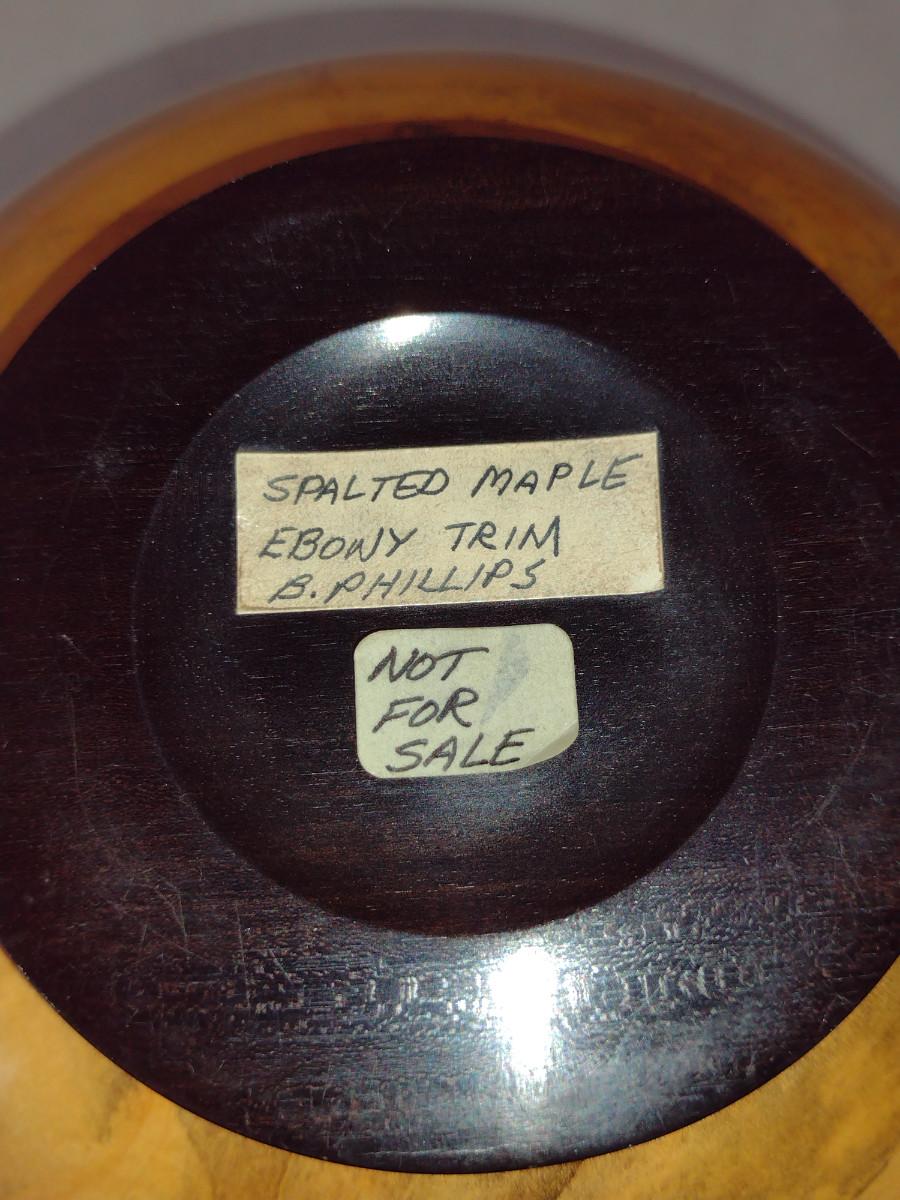 SPALTED MAPLE
EBONY TRIM
B. PHILLIPS
NOT
FOR
SALE